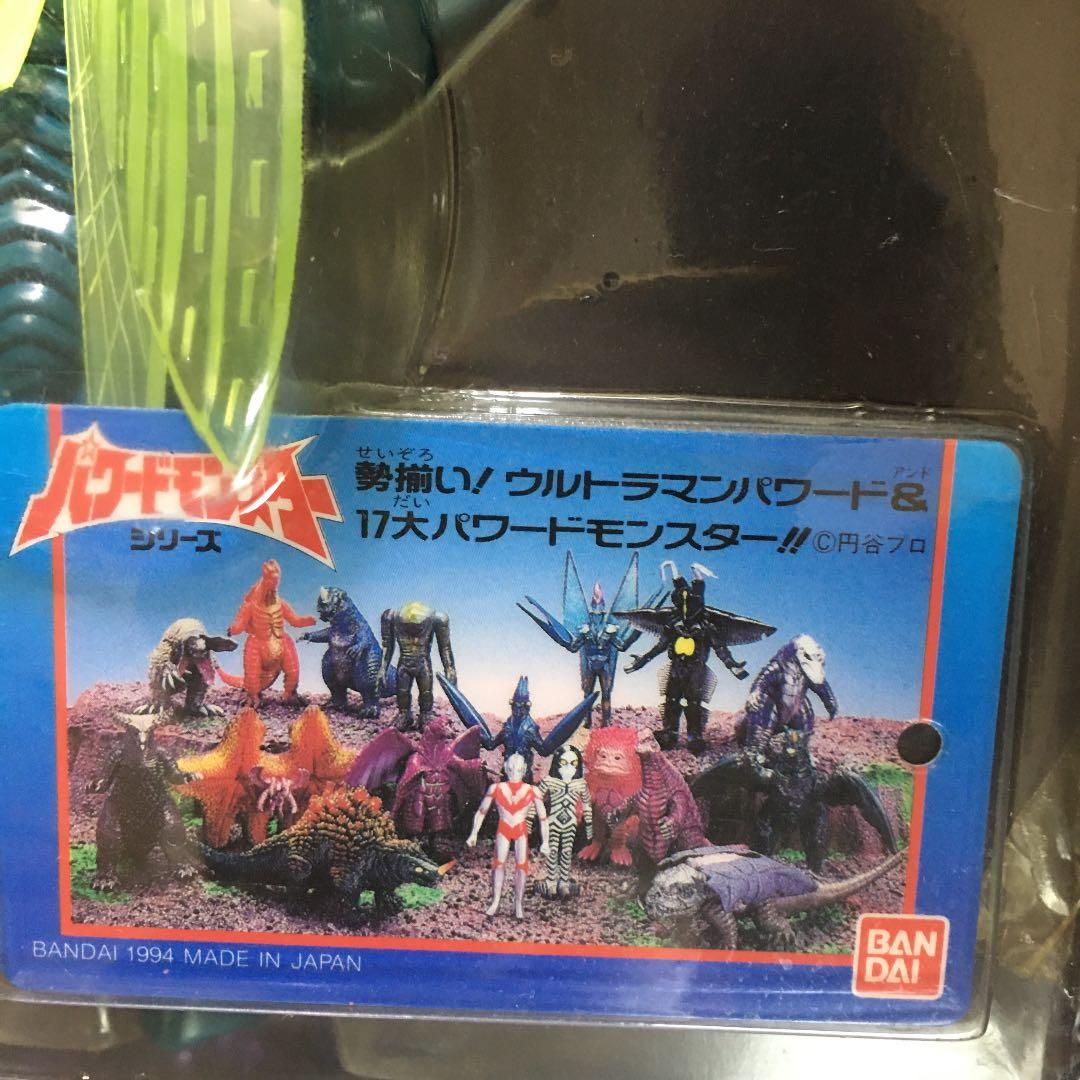 パワードモンスター
シリーズ
せいぞろ
勢揃い! ウルトラマンパワード&
アンド
だい
17大パワードモンスター!! ©円谷プロ
BANDAI 1994 MADE IN JAPAN
BAN
DAI